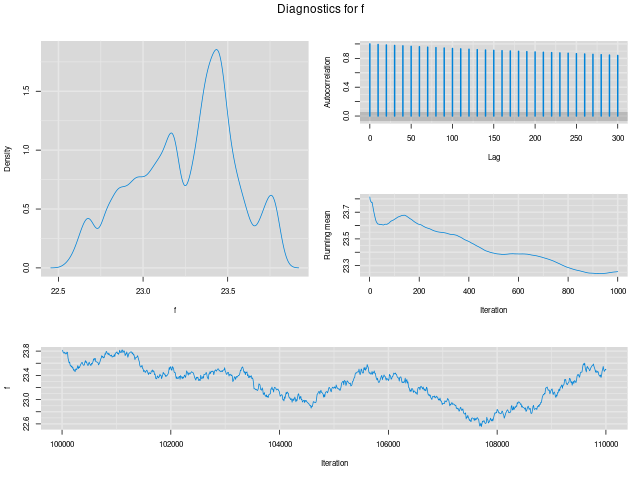 Diagnostics for f
Density
0.0 0.5 1.0 1.5
22.5 23.0 23.5
f
Autocorrelation
0.0 0.4 0.8
0 50 100 150 200 250 300
Lag
Running mean
23.3 23.5 23.7
0 200 400 600 800 1000
Iteration
f
22.6 23.0 23.4 23.8
100000 102000 104000 106000 108000 110000
Iteration